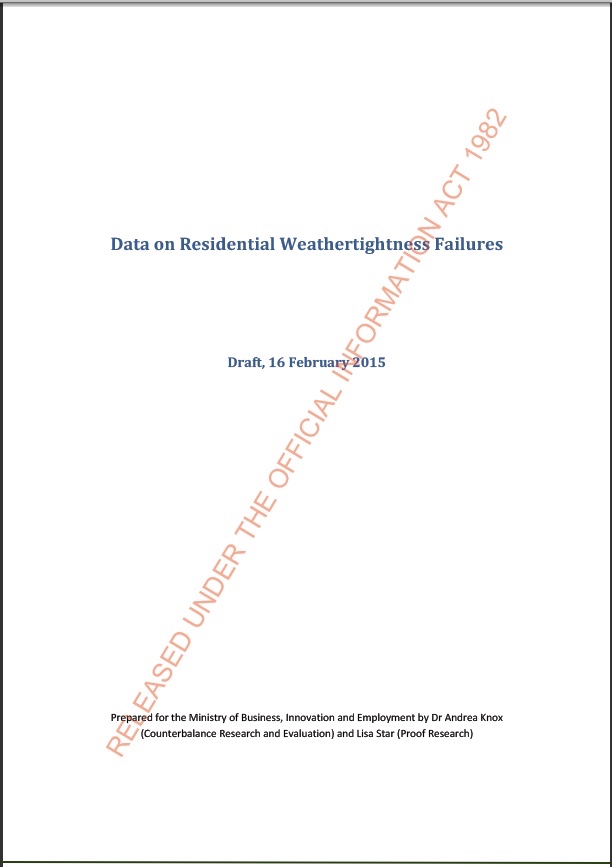 Data on Residential Weathertightness Failures
Draft, 16 February 2015
RELEASED UNDER THE OFFICIAL INFORMATION ACT 1982
Prepared for the Ministry of Business, Innovation and Employment by Dr Andrea Knox
(Counterbalance Research and Evaluation) and Lisa Star (Proof Research)